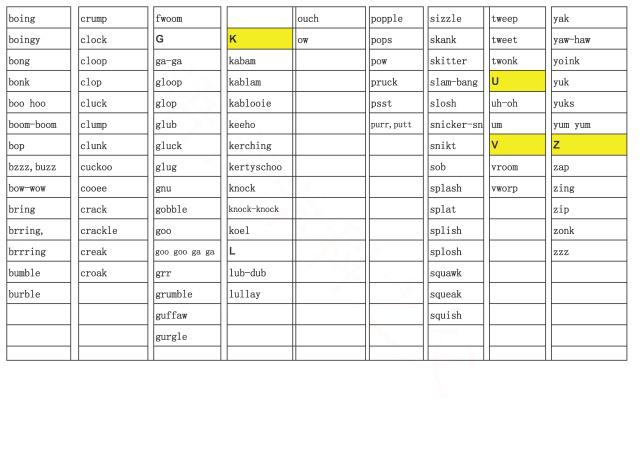 boing crump fwoom ouch popple sizzle tweep yak
boingy clock G K ow pops skank tweet yaw-haw
bong cloop ga-ga kabam pow skitter twonk yoink
bonk clop gloop kablam pruck slam-bang U yuk
boo hoo cluck glop kablooie psst slosh uh-oh yuks
boom-boom clump glub keeho purr,putt snicker-sn um yum yum
bop clunk gluck kerching snikt V Z
bzzz,buzz cuckoo glug kertyschoo sob vroom zap
bow-wow cooee gnu knock splash vworp zing
bring crack gobble knock-knock splat zip
brring, crackle goo koel splish zonk
brrring creak goo goo ga ga L splosh zzz
bumble croak grr lub-dub squawk
burble grumble lullay squeak
guffaw squish
gurgle